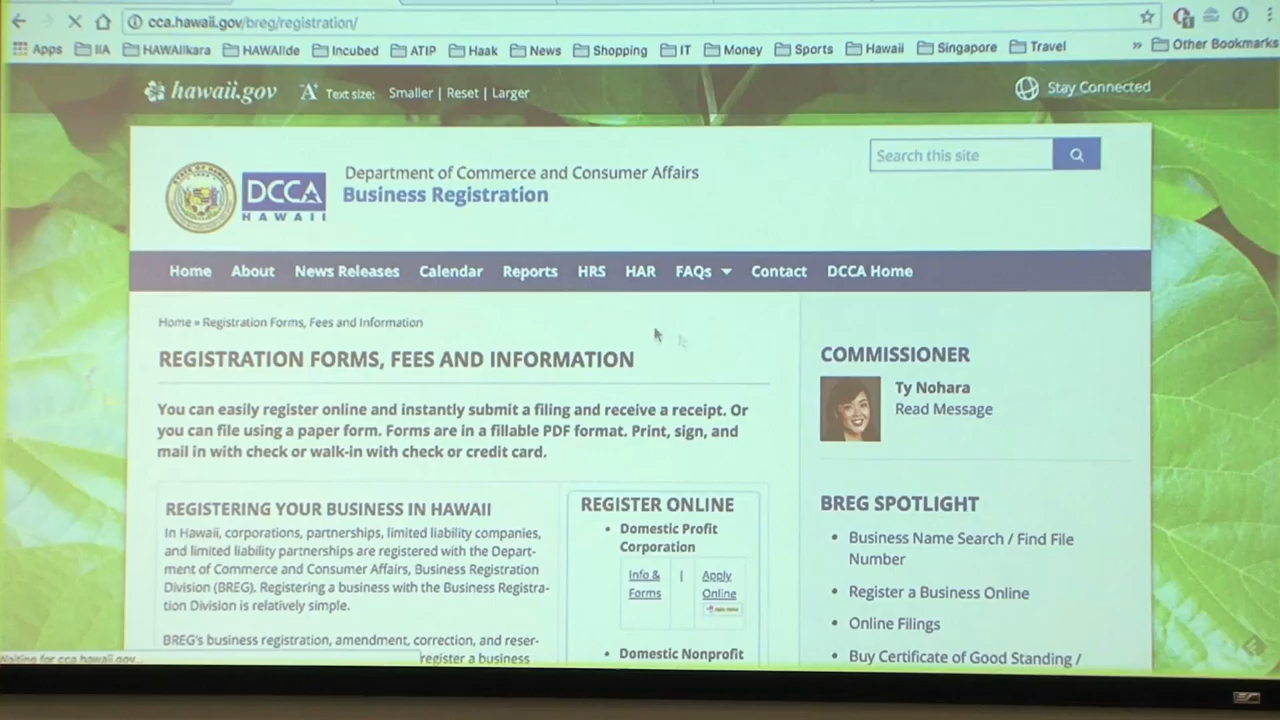 cca.hawaii.gov/breg/registration/
Apps IIA HAWAIIkara HAWAIIde Incubed ATIP Haak News Shopping IT Money Sports Hawaii Singapore Travel » Other Bookmarks
hawaii.gov A Text size: Smaller | Reset | Larger Stay Connected
Search this site
Department of Commerce and Consumer Affairs
Business Registration
DCCA
HAWAII
Home About News Releases Calendar Reports HRS HAR FAQs Contact DCCA Home
Home » Registration Forms, Fees and Information
REGISTRATION FORMS, FEES AND INFORMATION
You can easily register online and instantly submit a filing and receive a receipt. Or
you can file using a paper form. Forms are in a fillable PDF format. Print, sign, and
mail in with check or walk-in with check or credit card.
REGISTERING YOUR BUSINESS IN HAWAII
In Hawaii, corporations, partnerships, limited liability companies,
and limited liability partnerships are registered with the Depart-
ment of Commerce and Consumer Affairs, Business Registration
Division (BREG). Registering a business with the Business Registra-
tion Division is relatively simple.
BREG's business registration, amendment, correction, and reser-
register a business
REGISTER ONLINE
• Domestic Profit
Corporation
Info & | Apply
Forms Online
• Domestic Nonprofit
COMMISSIONER
Ty Nohara
Read Message
BREG SPOTLIGHT
• Business Name Search / Find File
Number
• Register a Business Online
• Online Filings
• Buy Certificate of Good Standing /
Waiting for cca.hawaii.gov...